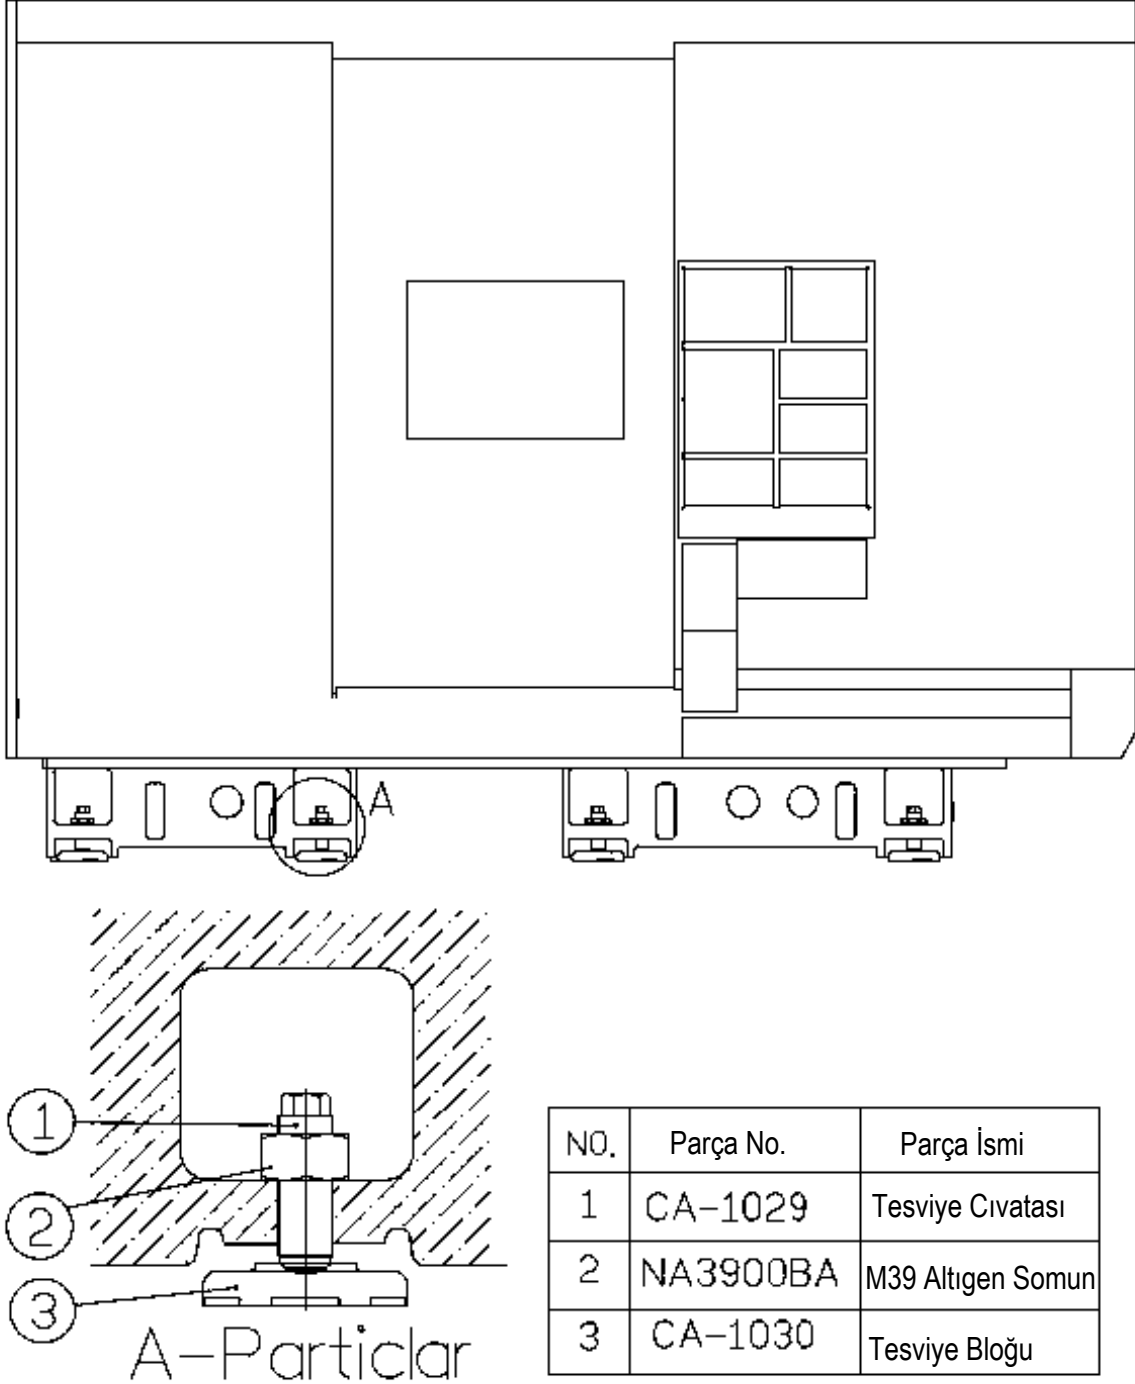 A
1
2
3
A-Particlar
NO. Parça No. Parça İsmi
1 CA-1029 Tesviye Cıvatası
2 NA3900BA M39 Altıgen Somun
3 CA-1030 Tesviye Bloğu